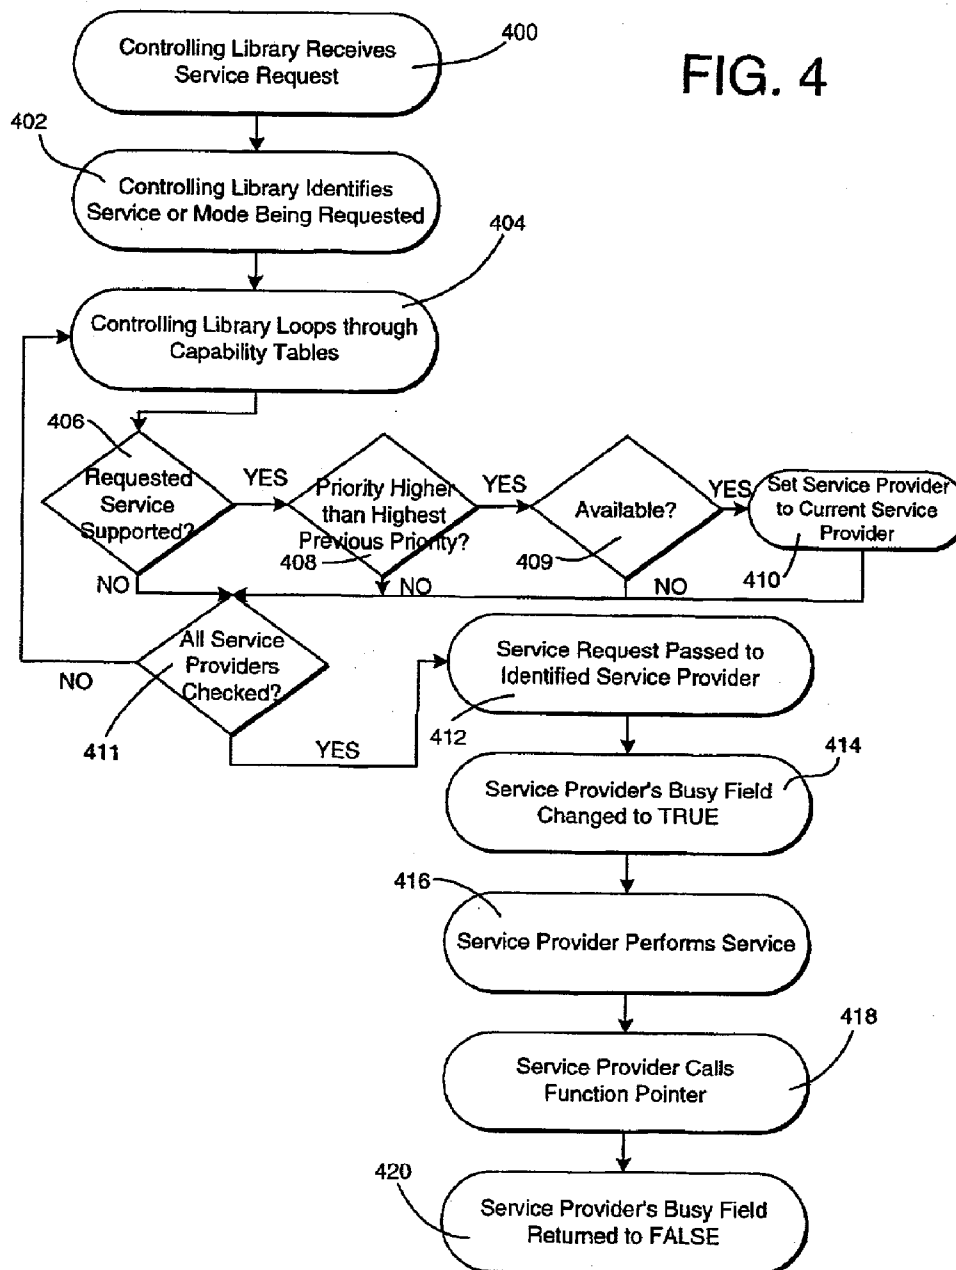 FIG. 4
400
Controlling Library Receives
Service Request
402
Controlling Library Identifies
Service or Mode Being Requested
404
Controlling Library Loops through
Capability Tables
406
Requested
Service
Supported?
YES
NO
Priority Higher
than Highest
Previous Priority?
408
YES
NO
Available?
409
YES
NO
Set Service Provider
to Current Service
Provider
410
All Service
Providers
Checked?
NO
411
YES
Service Request Passed to
Identified Service Provider
412
414
Service Provider's Busy Field
Changed to TRUE
416
Service Provider Performs Service
418
Service Provider Calls
Function Pointer
420
Service Provider's Busy Field
Returned to FALSE